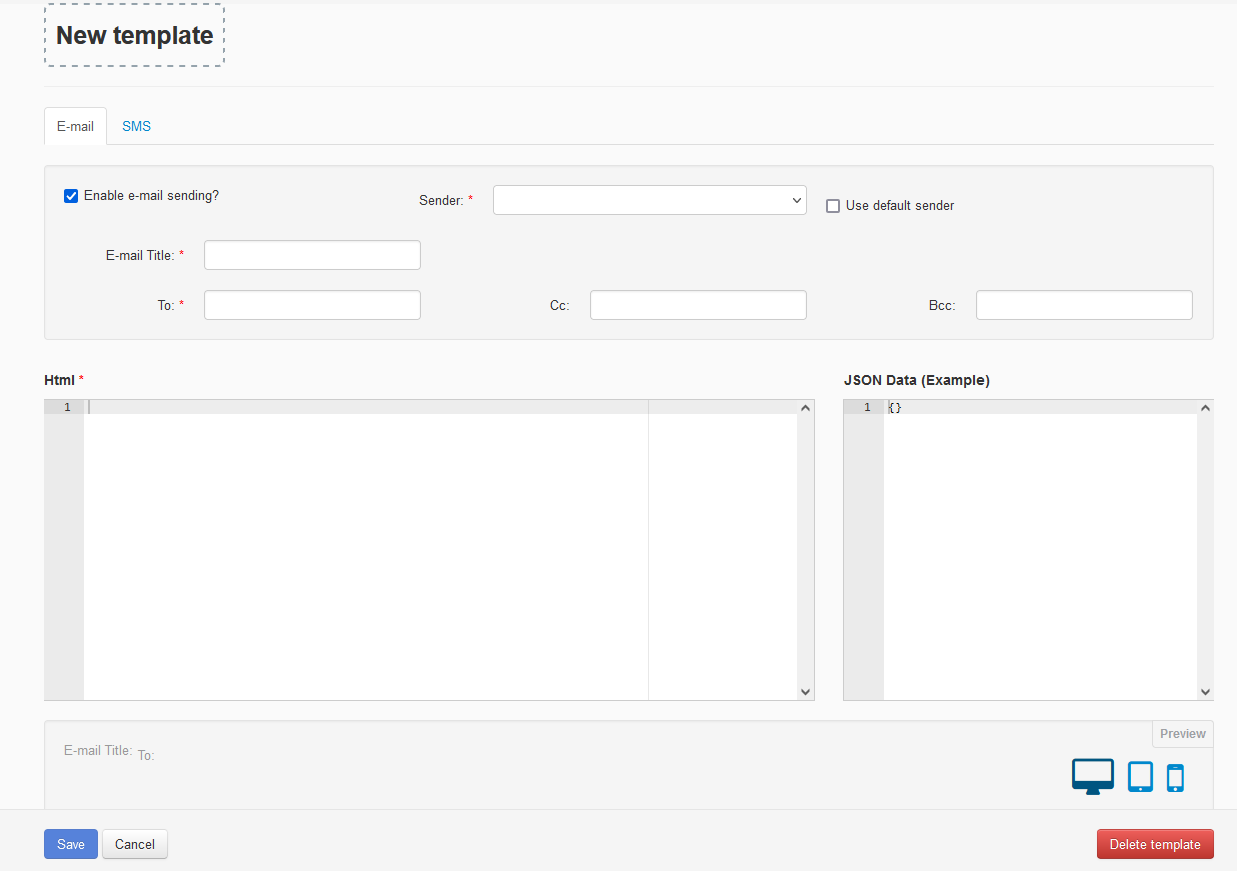 New template
E-mail
SMS
Enable e-mail sending?
Sender: *
Use default sender
E-mail Title: *
To: *
Cc:
Bcc:
Html *
JSON Data (Example)
1
1 {}
Preview
E-mail Title: To:
Save
Cancel
Delete template